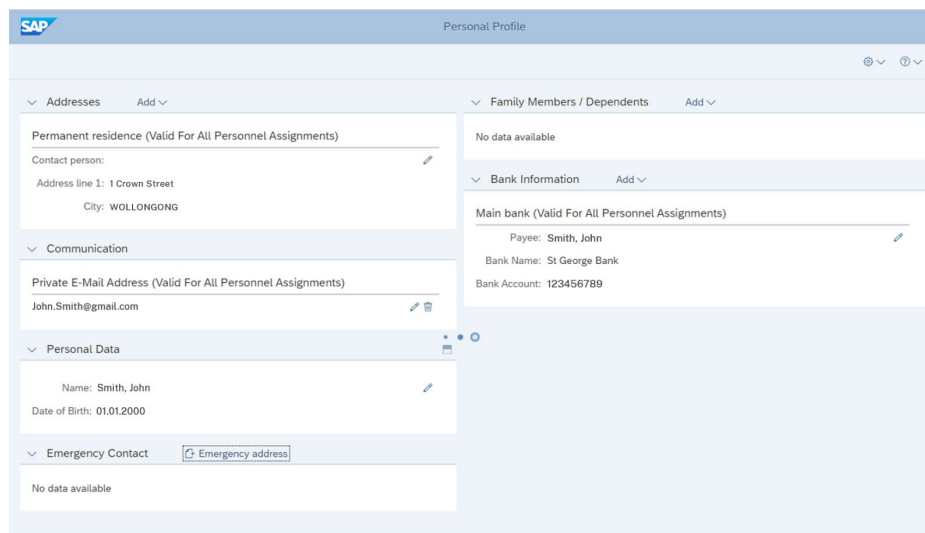 SAP
Personal Profile
Addresses Add
Permanent residence (Valid For All Personnel Assignments)
Contact person:
Address line 1: 1 Crown Street
City: WOLLONGONG
Communication
Private E-Mail Address (Valid For All Personnel Assignments)
John.Smith@gmail.com
Personal Data
Name: Smith, John
Date of Birth: 01.01.2000
Emergency Contact Emergency address
No data available
Family Members / Dependents Add
No data available
Bank Information Add
Main bank (Valid For All Personnel Assignments)
Payee: Smith, John
Bank Name: St George Bank
Bank Account: 123456789